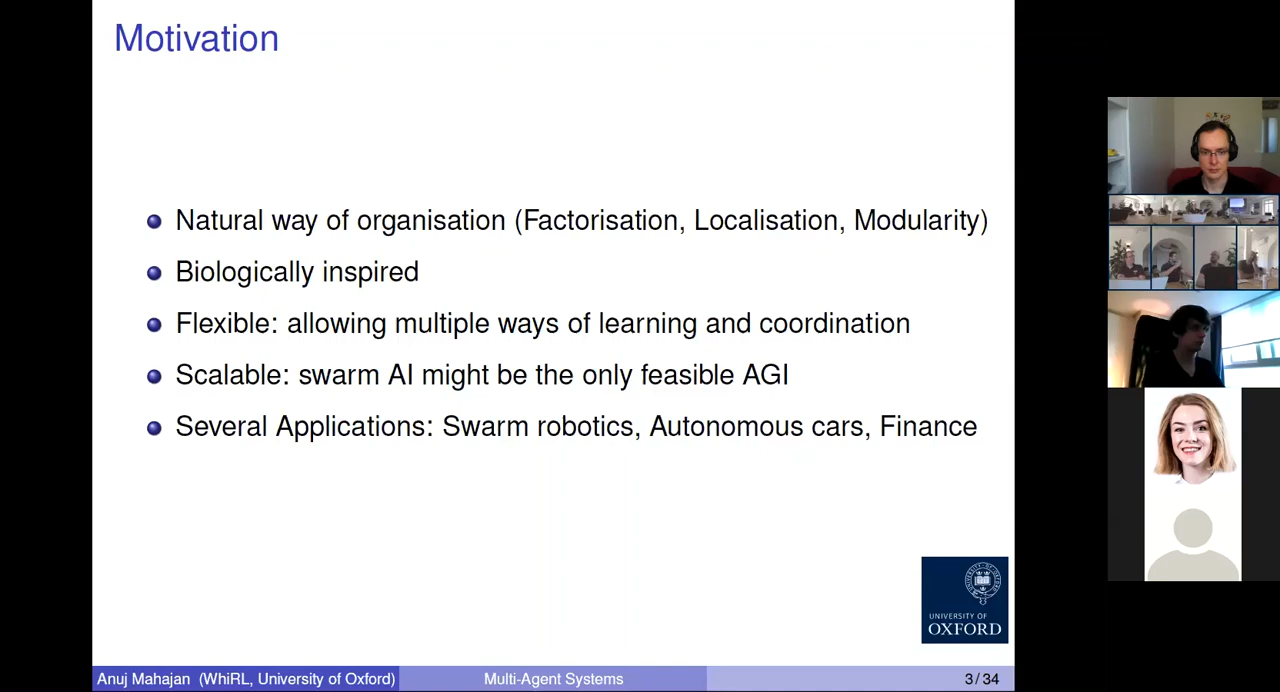 Motivation
Natural way of organisation (Factorisation, Localisation, Modularity)
Biologically inspired
Flexible: allowing multiple ways of learning and coordination
Scalable: swarm AI might be the only feasible AGI
Several Applications: Swarm robotics, Autonomous cars, Finance
UNIVERSITY OF
OXFORD
Anuj Mahajan (WhiRL, University of Oxford)
Multi-Agent Systems
3 / 34